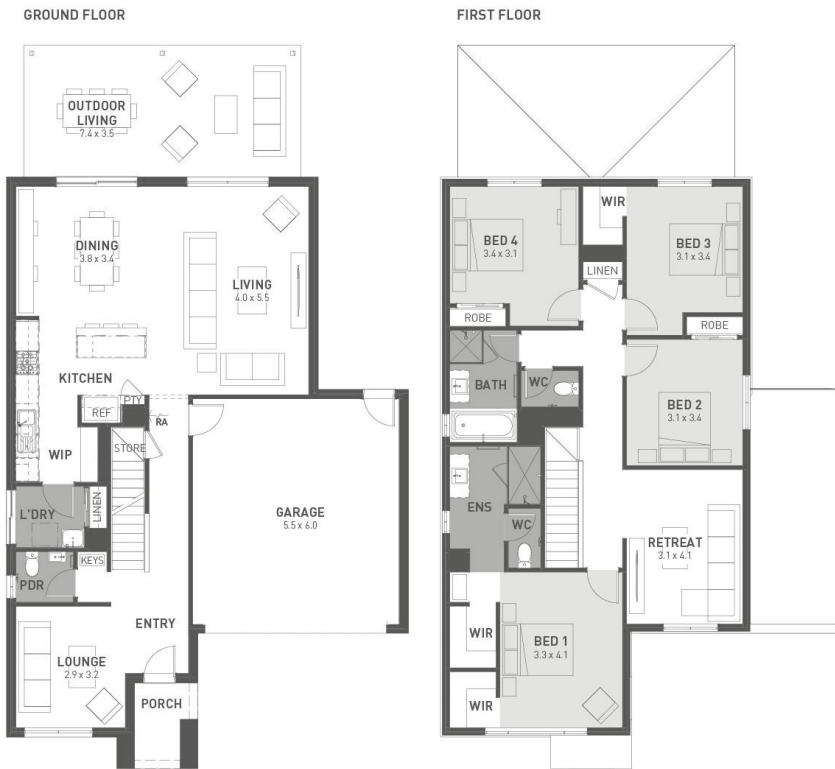 GROUND FLOOR
OUTDOOR
LIVING
7.4 x 3.5
DINING
3.8 x 3.4
LIVING
4.0 x 5.5
KITCHEN
REF
PTY
RA
STORE
WIP
L'DRY
LINEN
KEYS
PDR
GARAGE
5.5 x 6.0
ENTRY
LOUNGE
2.9 x 3.2
PORCH
FIRST FLOOR
BED 4
3.4 x 3.1
WIR
BED 3
3.1 x 3.4
LINEN
ROBE
ROBE
BATH
WC
BED 2
3.1 x 3.4
ENS
WC
RETREAT
3.1 x 4.1
WIR
BED 1
3.3 x 4.1
WIR